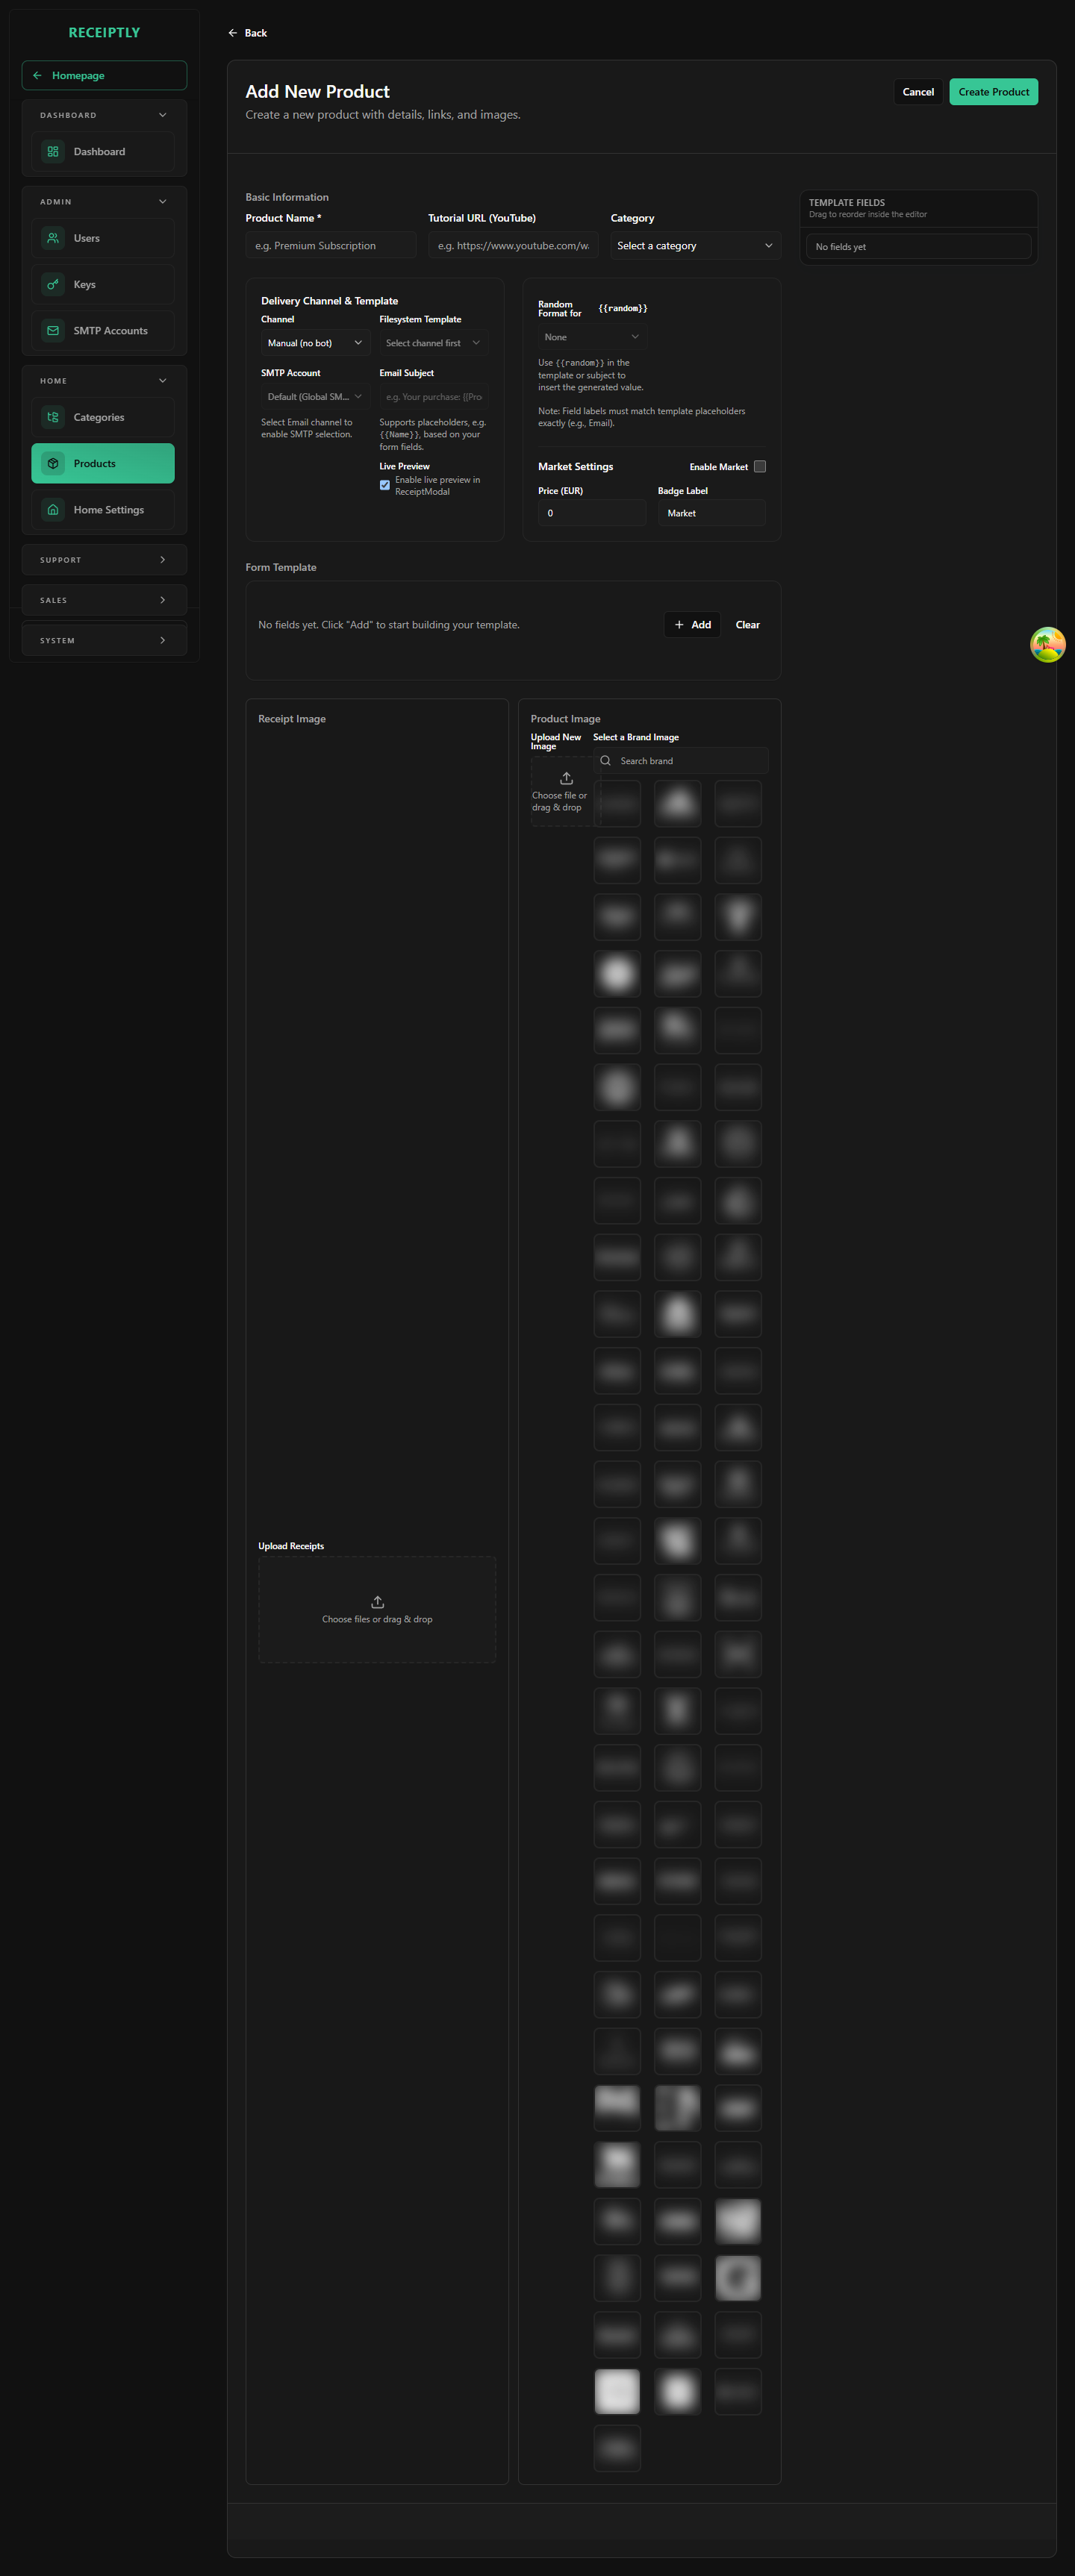 RECEIPTLY
Homepage
DASHBOARD
Dashboard
ADMIN
Users
Keys
SMTP Accounts
HOME
Categories
Products
Home Settings
SUPPORT
SALES
SYSTEM
Back
Add New Product
Create a new product with details, links, and images.
Cancel
Create Product
Basic Information
Product Name *
e.g. Premium Subscription
Tutorial URL (YouTube)
e.g. https://www.youtube.com/w
Category
Select a category
TEMPLATE FIELDS
Drag to reorder inside the editor
No fields yet
Delivery Channel & Template
Channel
Manual (no bot)
Filesystem Template
Select channel first
SMTP Account
Default (Global SM...
Select Email channel to
enable SMTP selection.
Email Subject
e.g. Your purchase: {{Pro
Supports placeholders, e.g.
{{Name}}, based on your
form fields.
Live Preview
Enable live preview in
ReceiptModal
Random
Format for
{{random}}
None
Use {{random}} in the
template or subject to
insert the generated value.
Note: Field labels must match template placeholders
exactly (e.g., Email).
Market Settings
Enable Market
Price (EUR)
0
Badge Label
Market
Form Template
No fields yet. Click "Add" to start building your template.
Add
Clear
Receipt Image
Upload Receipts
Choose files or drag & drop
Product Image
Upload New
Image
Choose file or
drag & drop
Select a Brand Image
Search brand